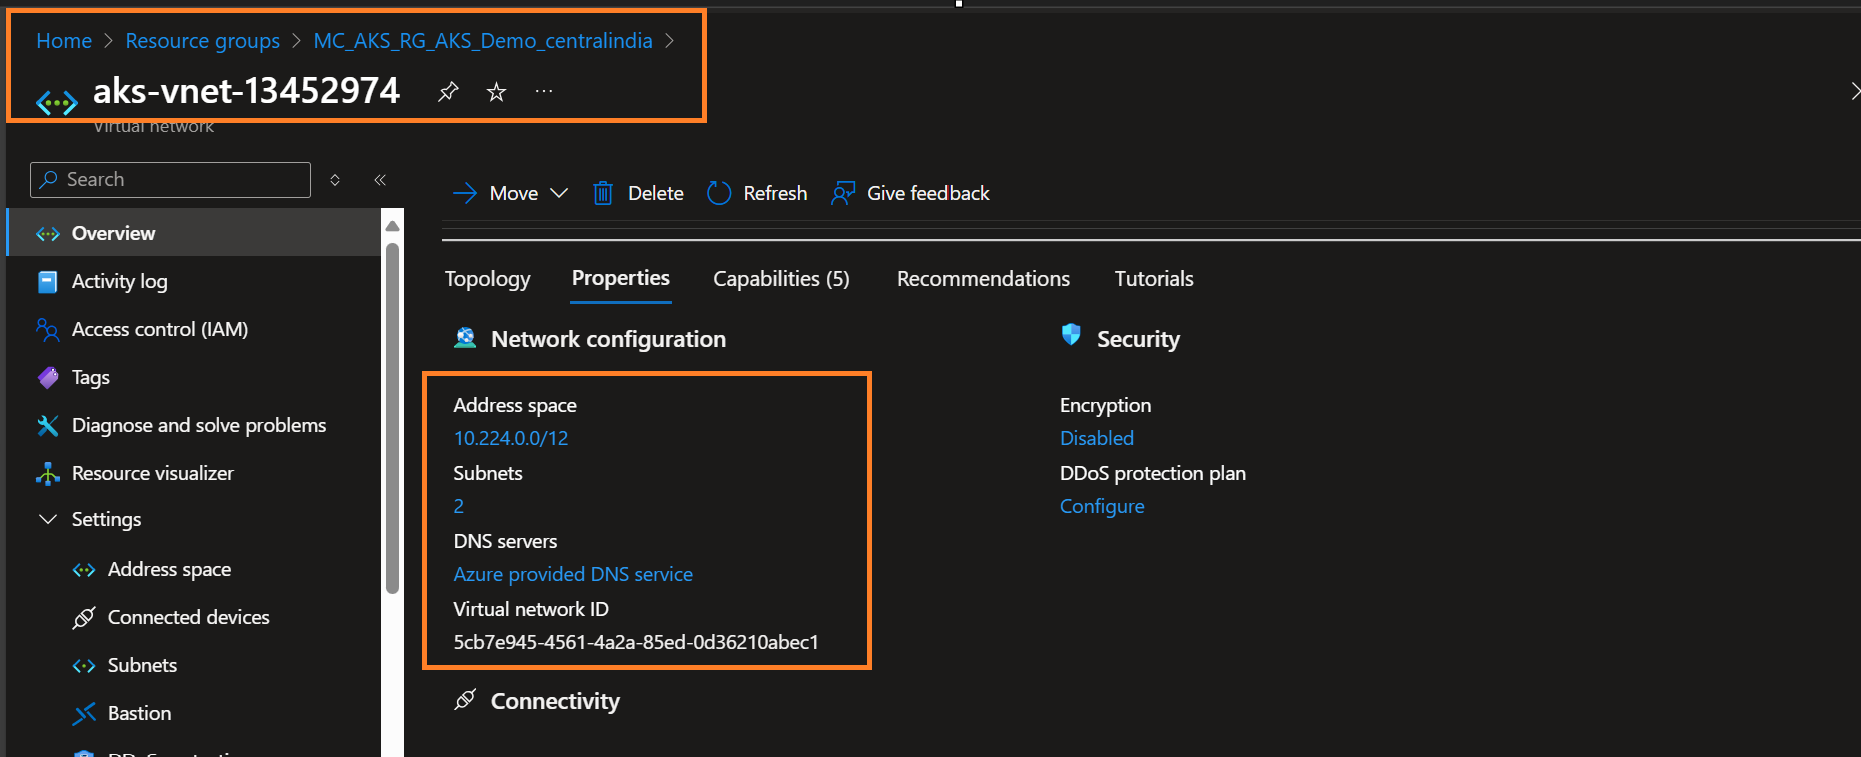 Home > Resource groups > MC_AKS_RG_AKS_Demo_centralindia >
aks-vnet-13452974
Virtual network
Search
Overview
Activity log
Access control (IAM)
Tags
Diagnose and solve problems
Resource visualizer
Settings
Address space
Connected devices
Subnets
Bastion
Move
Delete
Refresh
Give feedback
Topology
Properties
Capabilities (5)
Recommendations
Tutorials
Network configuration
Address space
10.224.0.0/12
Subnets
2
DNS servers
Azure provided DNS service
Virtual network ID
5cb7e945-4561-4a2a-85ed-0d36210abec1
Connectivity
Security
Encryption
Disabled
DDoS protection plan
Configure